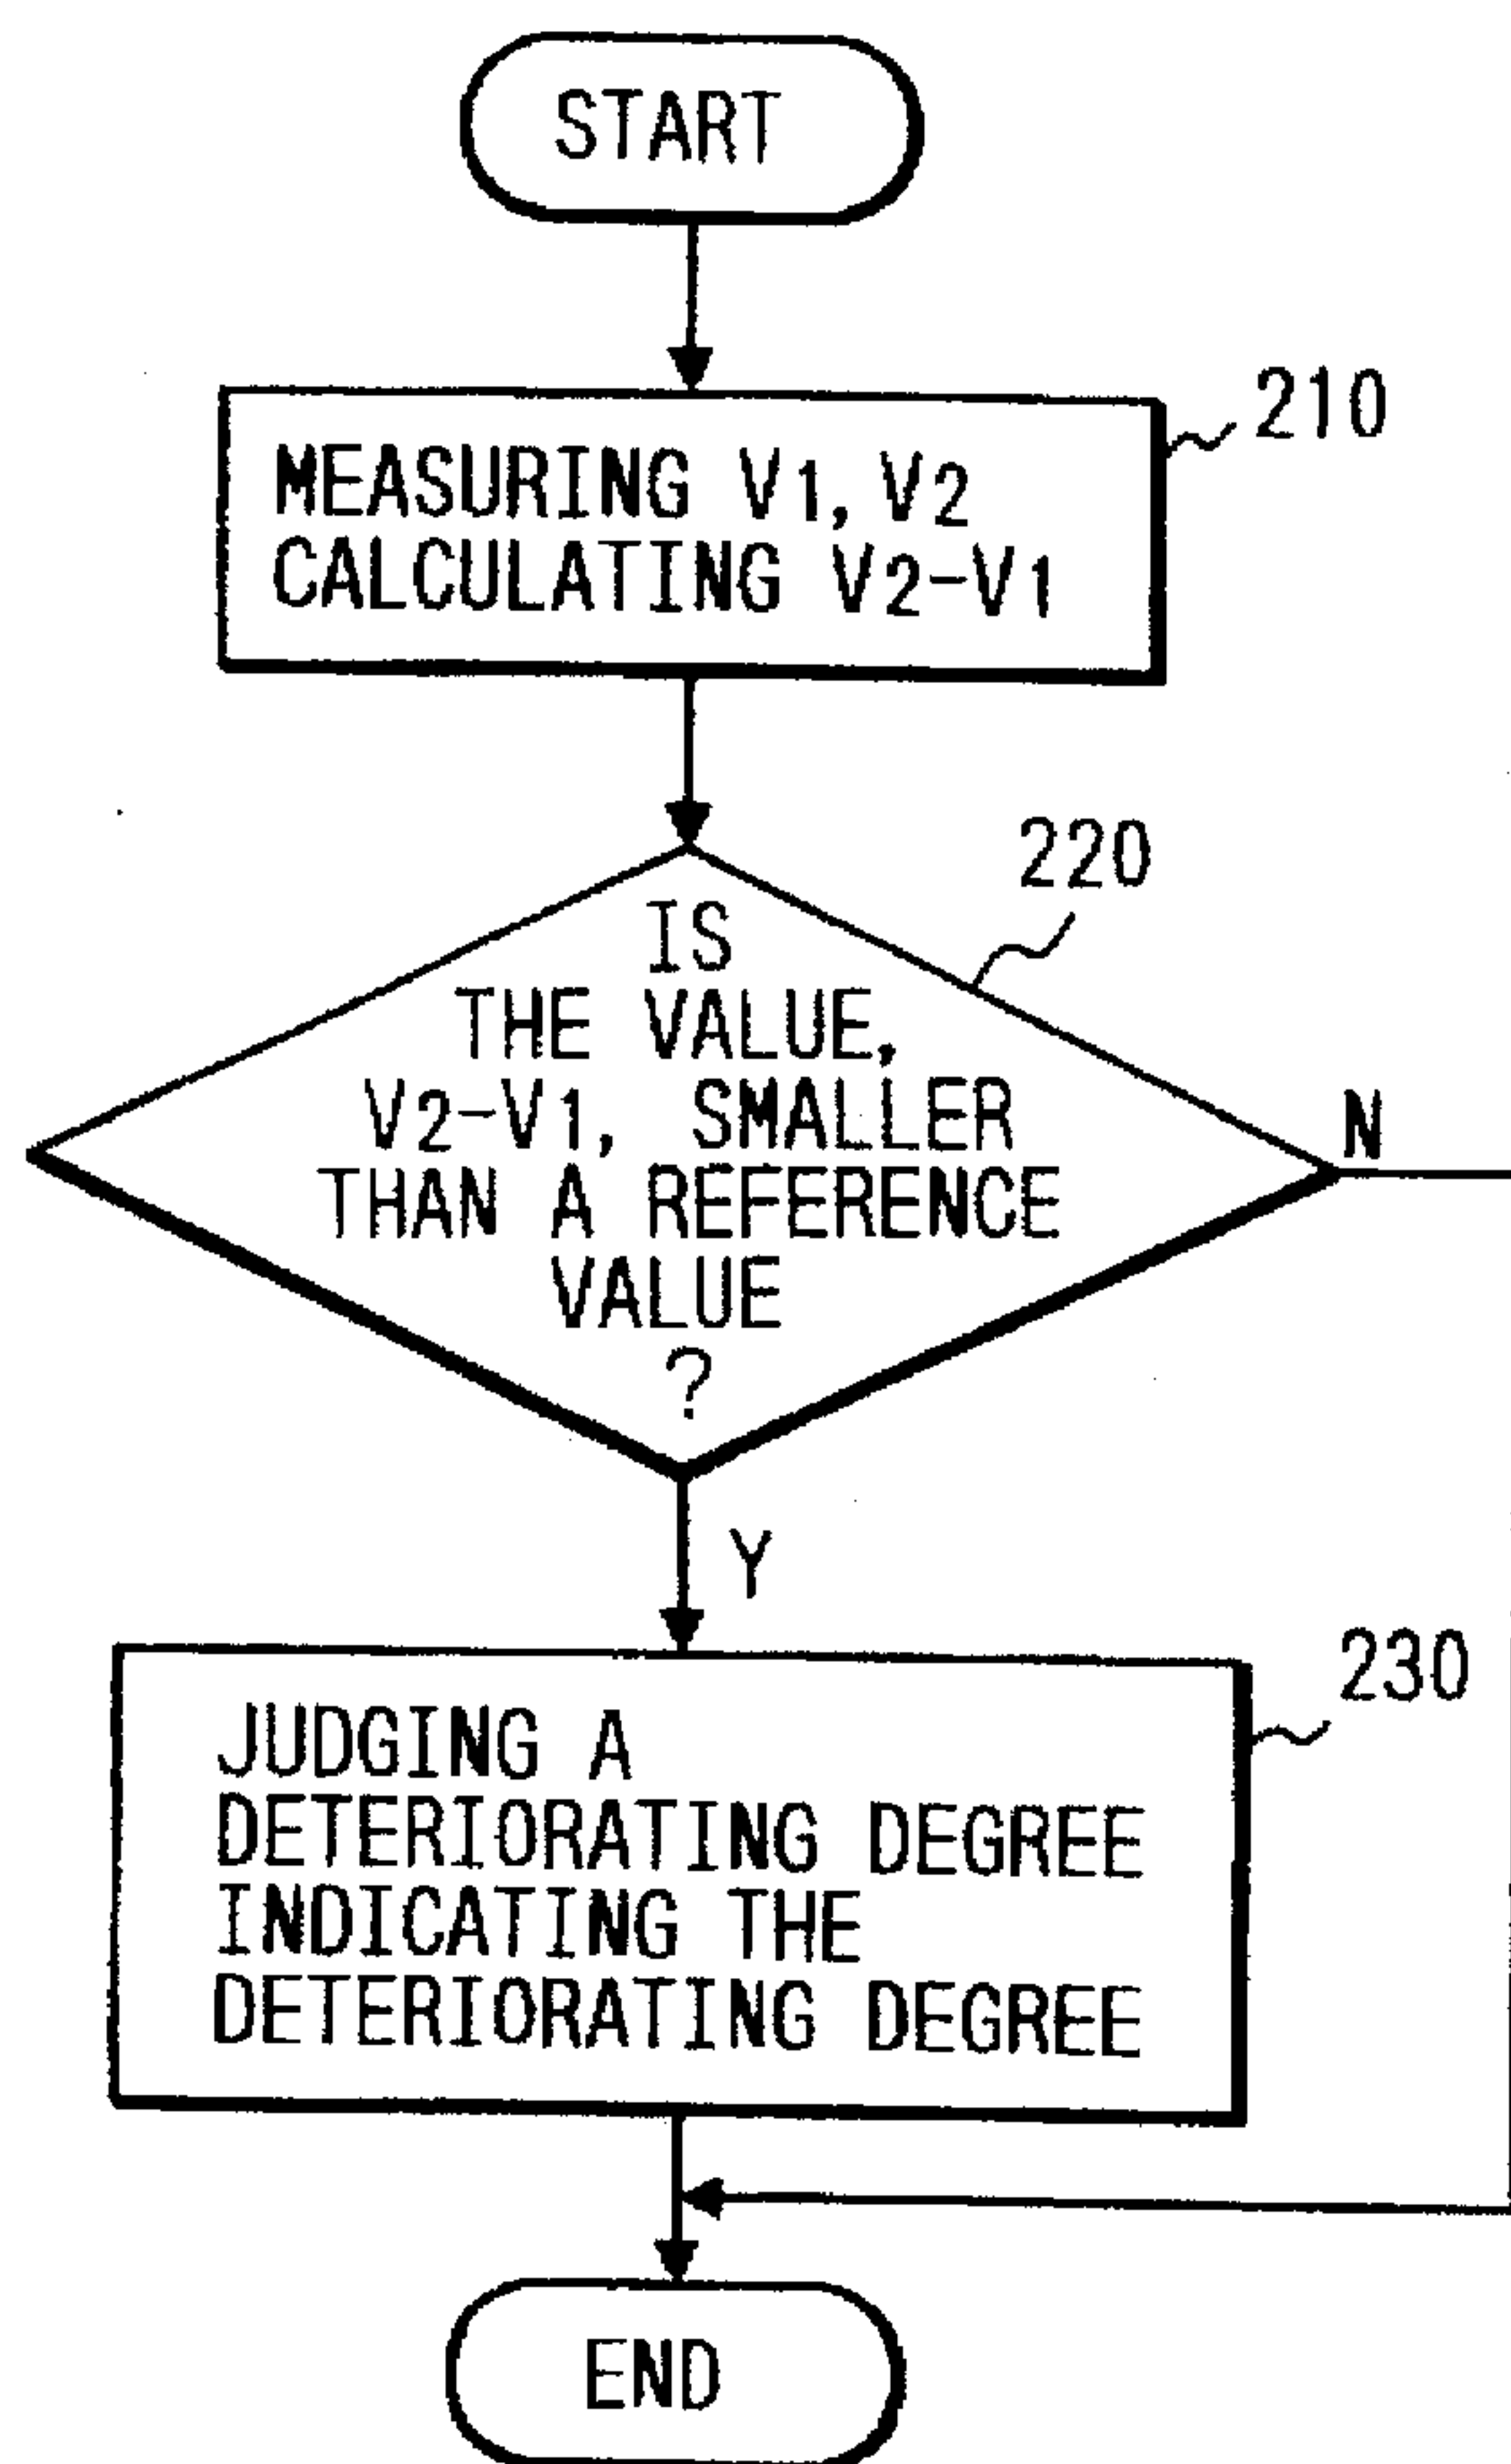 START
210
MEASURING V1, V2
CALCULATING V2-V1
220
IS
THE VALUE,
V2-V1, SMALLER
THAN A REFERENCE
VALUE
?
N
Y
230
JUDGING A
DETERIORATING DEGREE
INDICATING THE
DETERIORATING DEGREE
END